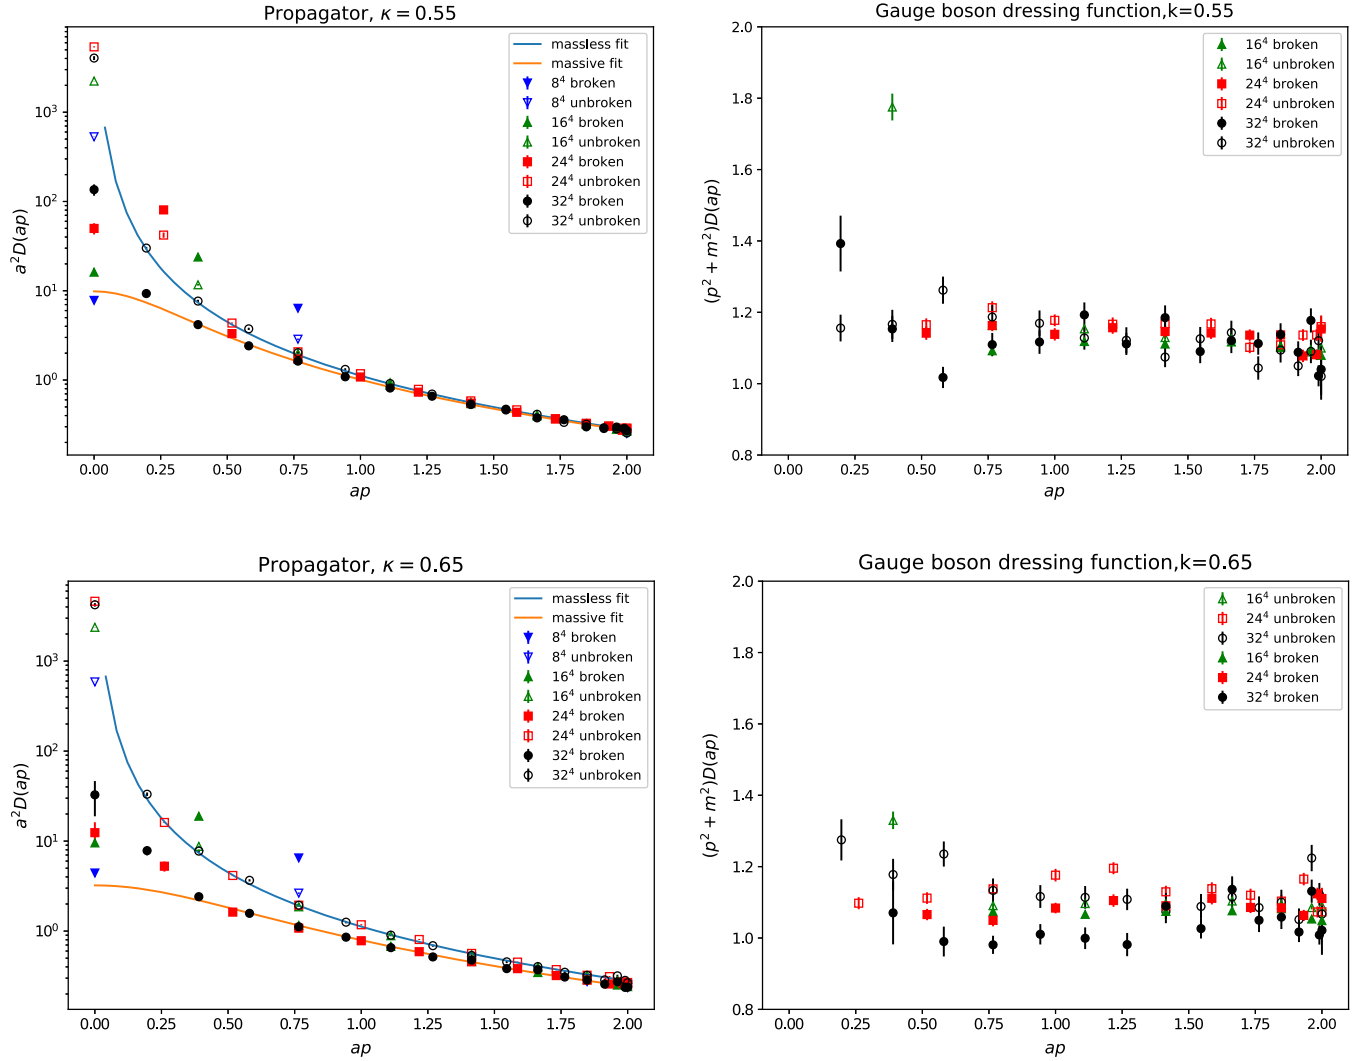 Propagator, κ = 0.55
massless fit
massive fit
8⁴ broken
8⁴ unbroken
16⁴ broken
16⁴ unbroken
24⁴ broken
24⁴ unbroken
32⁴ broken
32⁴ unbroken
a²D(ap)
10³
10²
10¹
10⁰
0.00 0.25 0.50 0.75 1.00 1.25 1.50 1.75 2.00
ap
Gauge boson dressing function,k=0.55
16⁴ broken
16⁴ unbroken
24⁴ broken
24⁴ unbroken
32⁴ broken
32⁴ unbroken
(p² + m²)D(ap)
2.0
1.8
1.6
1.4
1.2
1.0
0.8
0.00 0.25 0.50 0.75 1.00 1.25 1.50 1.75 2.00
ap
Propagator, κ = 0.65
massless fit
massive fit
8⁴ broken
8⁴ unbroken
16⁴ broken
16⁴ unbroken
24⁴ broken
24⁴ unbroken
32⁴ broken
32⁴ unbroken
a²D(ap)
10³
10²
10¹
10⁰
0.00 0.25 0.50 0.75 1.00 1.25 1.50 1.75 2.00
ap
Gauge boson dressing function,k=0.65
16⁴ unbroken
24⁴ unbroken
32⁴ unbroken
16⁴ broken
24⁴ broken
32⁴ broken
(p² + m²)D(ap)
2.0
1.8
1.6
1.4
1.2
1.0
0.8
0.00 0.25 0.50 0.75 1.00 1.25 1.50 1.75 2.00
ap